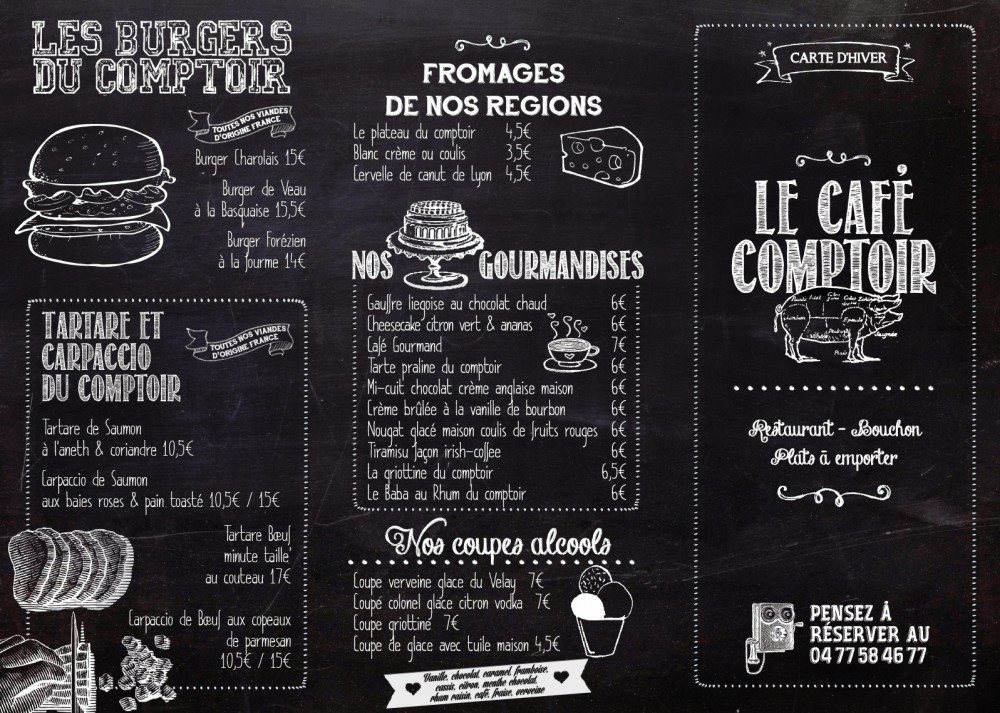 LES BURGERS
DU COMPTOIR
TOUTES NOS VIANDES
D'ORIGINE FRANCE
Burger Charolais 15€
Burger de Veau
à la Basquaise 15,5€
Burger Forézien
à la fourme 14€
TARTARE ET
CARPACCIO
DU COMPTOIR
TOUTES NOS VIANDES
D'ORIGINE FRANCE
Tartare de Saumon
à l'aneth & coriandre 10,5€
Carpaccio de Saumon
aux baies roses & pain toasté 10,5€ / 15€
Tartare Bœuf
minute taillé
au couteau 17€
Carpaccio de Bœuf aux copeaux
de parmesan
10,5€ / 15€
FROMAGES
DE NOS REGIONS
Le plateau du comptoir 4,5€
Blanc crème ou coulis 3,5€
Cervelle de canut de Lyon 4,5€
NOS GOURMANDISES
Gauffre liegoise au chocolat chaud 6€
Cheesecake citron vert & ananas 6€
Café Gourmand 7€
Tarte praline du comptoir 6€
Mi-cuit chocolat crème anglaise maison 6€
Crème brûlée à la vanille de bourbon 6€
Nougat glacé maison coulis de fruits rouges 6€
Tiramisu façon irish-coffee 6€
La griottine du comptoir 6,5€
Le Baba au Rhum du comptoir 6€
Nos coupes alcools
Coupe verveine glace du Velay 7€
Coupe colonel glace citron vodka 7€
Coupe griottine 7€
Coupe de glace avec tuile maison 4,5€
Vanille, chocolat, caramel, framboise,
cassis, citron, menthe chocolat,
rhum raisin, café, fraise, verveine
CARTE D'HIVER
LE CAFÉ
COMPTOIR
Restaurant - Bouchon
Plats à emporter
PENSEZ À
RÉSERVER AU
04 77 58 46 77